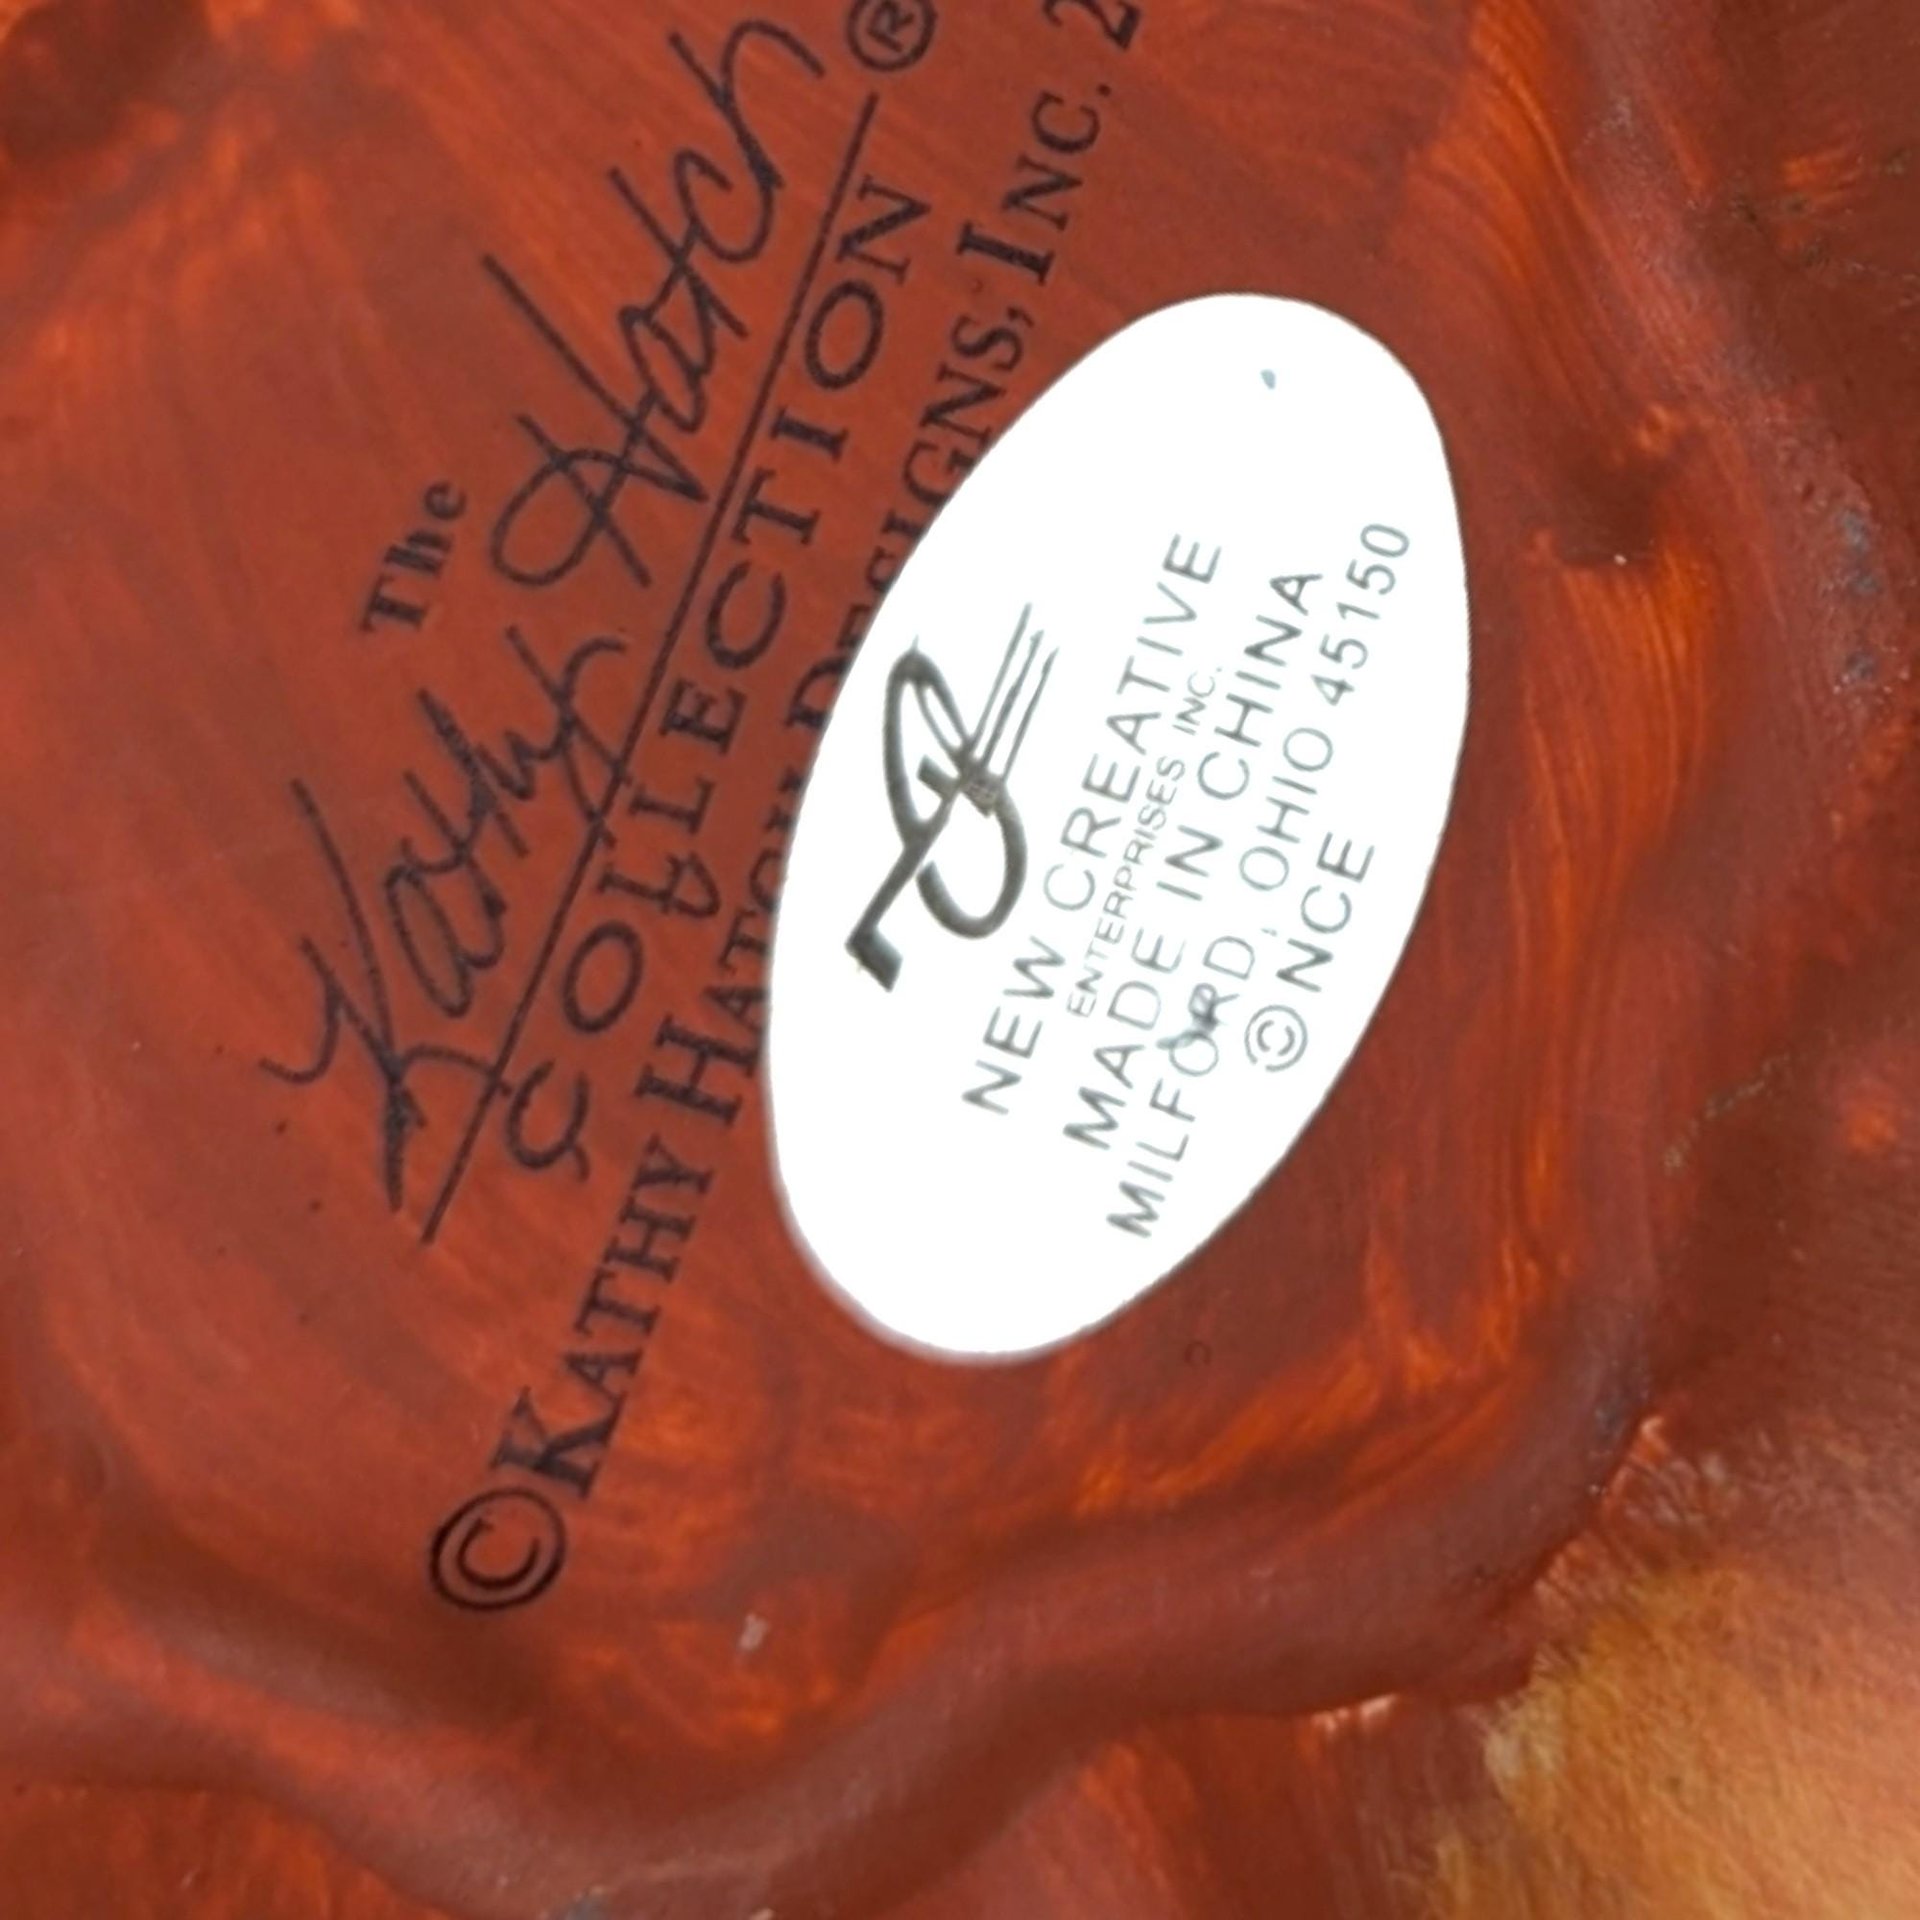 The
Kathy Hatch ®
COLLECTION
© KATHY HATCH DESIGNS, INC. 2
NEW CREATIVE
ENTERPRISES INC.
MADE IN CHINA
MILFORD, OHIO 45150
© NCE